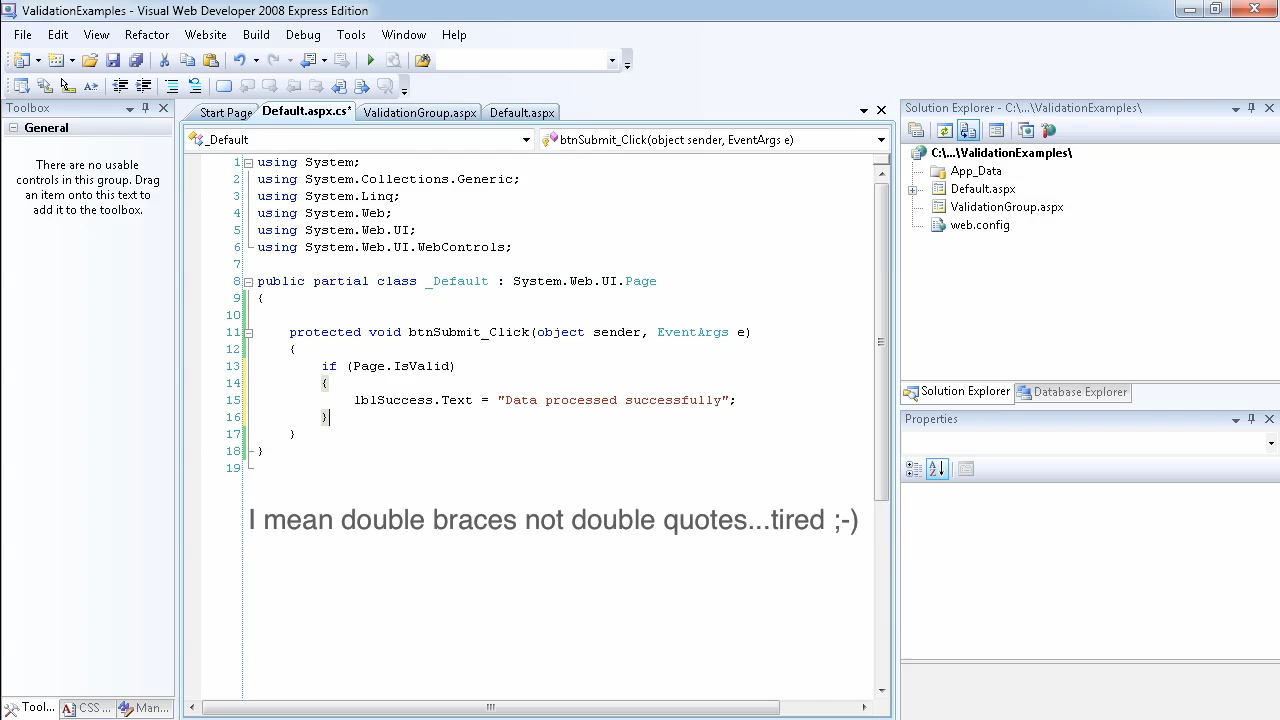 ValidationExamples - Visual Web Developer 2008 Express Edition
File Edit View Refactor Website Build Debug Tools Window Help
Toolbox
General
There are no usable
controls in this group. Drag
an item onto this text to
add it to the toolbox.
Tool... CSS ... Man...
Start Page Default.aspx.cs* ValidationGroup.aspx Default.aspx
_Default btnSubmit_Click(object sender, EventArgs e)
1 using System;
2 using System.Collections.Generic;
3 using System.Linq;
4 using System.Web;
5 using System.Web.UI;
6 using System.Web.UI.WebControls;
7
8 public partial class _Default : System.Web.UI.Page
9 {
10
11 protected void btnSubmit_Click(object sender, EventArgs e)
12 {
13 if (Page.IsValid)
14 {
15 lblSuccess.Text = "Data processed successfully";
16 }
17 }
18 }
19
I mean double braces not double quotes...tired ;-)
Solution Explorer - C:\...\ValidationExamples\
C:\...\ValidationExamples\
App_Data
Default.aspx
ValidationGroup.aspx
web.config
Solution Explorer Database Explorer
Properties